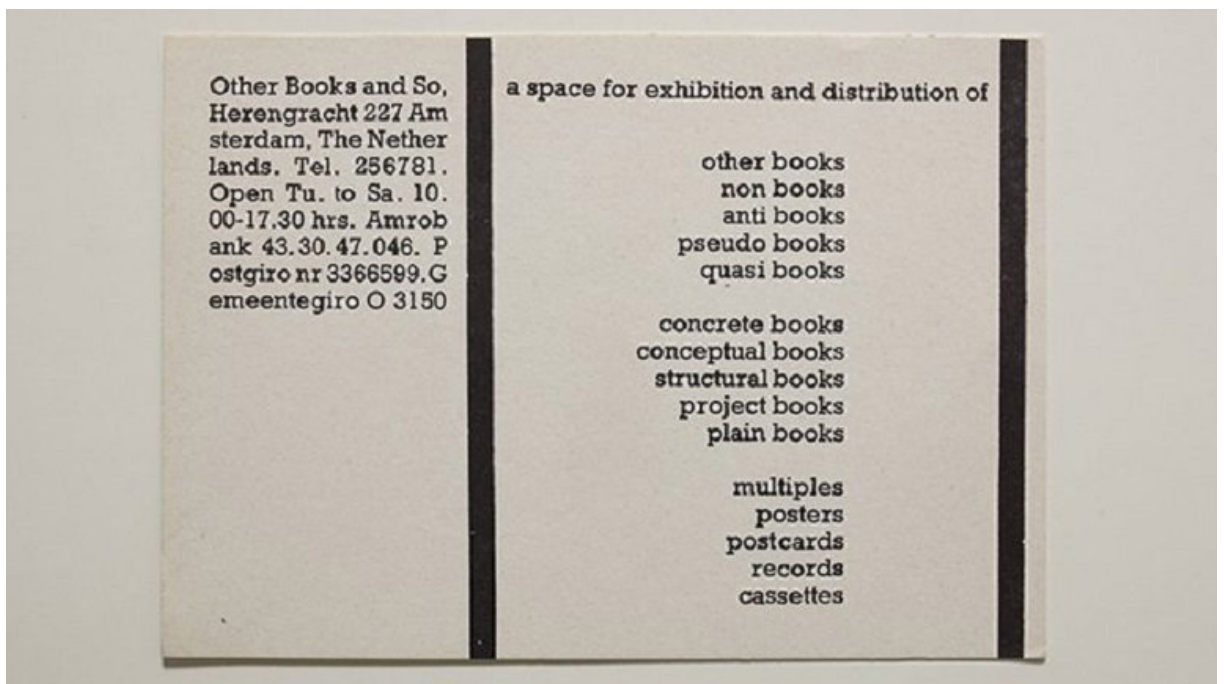 Other Books and So,
Herengracht 227 Am
sterdam, The Nether
lands. Tel. 256781.
Open Tu. to Sa. 10.
00-17.30 hrs. Amrob
ank 43.30.47.046. P
ostgiro nr 3366599.G
emeentegiro O 3150
a space for exhibition and distribution of
other books
non books
anti books
pseudo books
quasi books
concrete books
conceptual books
structural books
project books
plain books
multiples
posters
postcards
records
cassettes